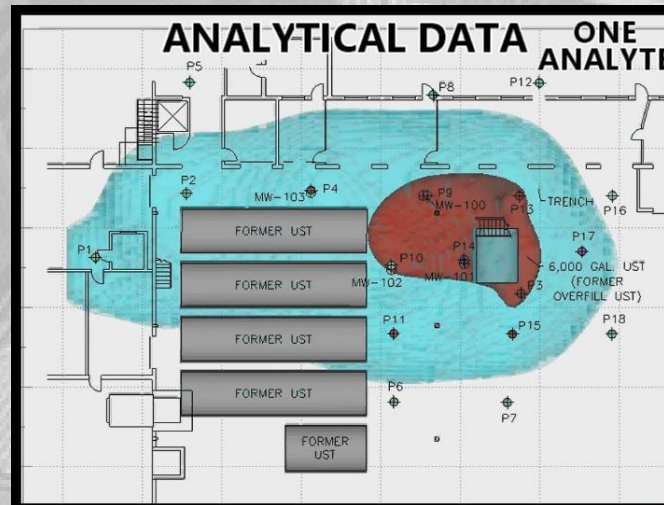 ANALYTICAL DATA
ONE
ANALYTE
P5
P8
P12
P2
MW-103
P4
P9
MW-100
P13
TRENCH
P16
FORMER UST
P1
P10
P14
P17
MW-102
MW-101
6,000 GAL. UST
(FORMER
OVERFILL UST)
FORMER UST
P3
FORMER UST
P11
P15
P18
FORMER UST
P6
P7
FORMER
UST